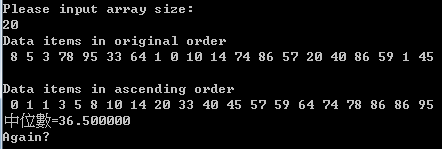 Please input array size:
20
Data items in original order
8 5 3 78 95 33 64 1 0 10 14 74 86 57 20 40 86 59 1 45
Data items in ascending order
0 1 1 3 5 8 10 14 20 33 40 45 57 59 64 74 78 86 86 95
中位數=36.500000
Again?